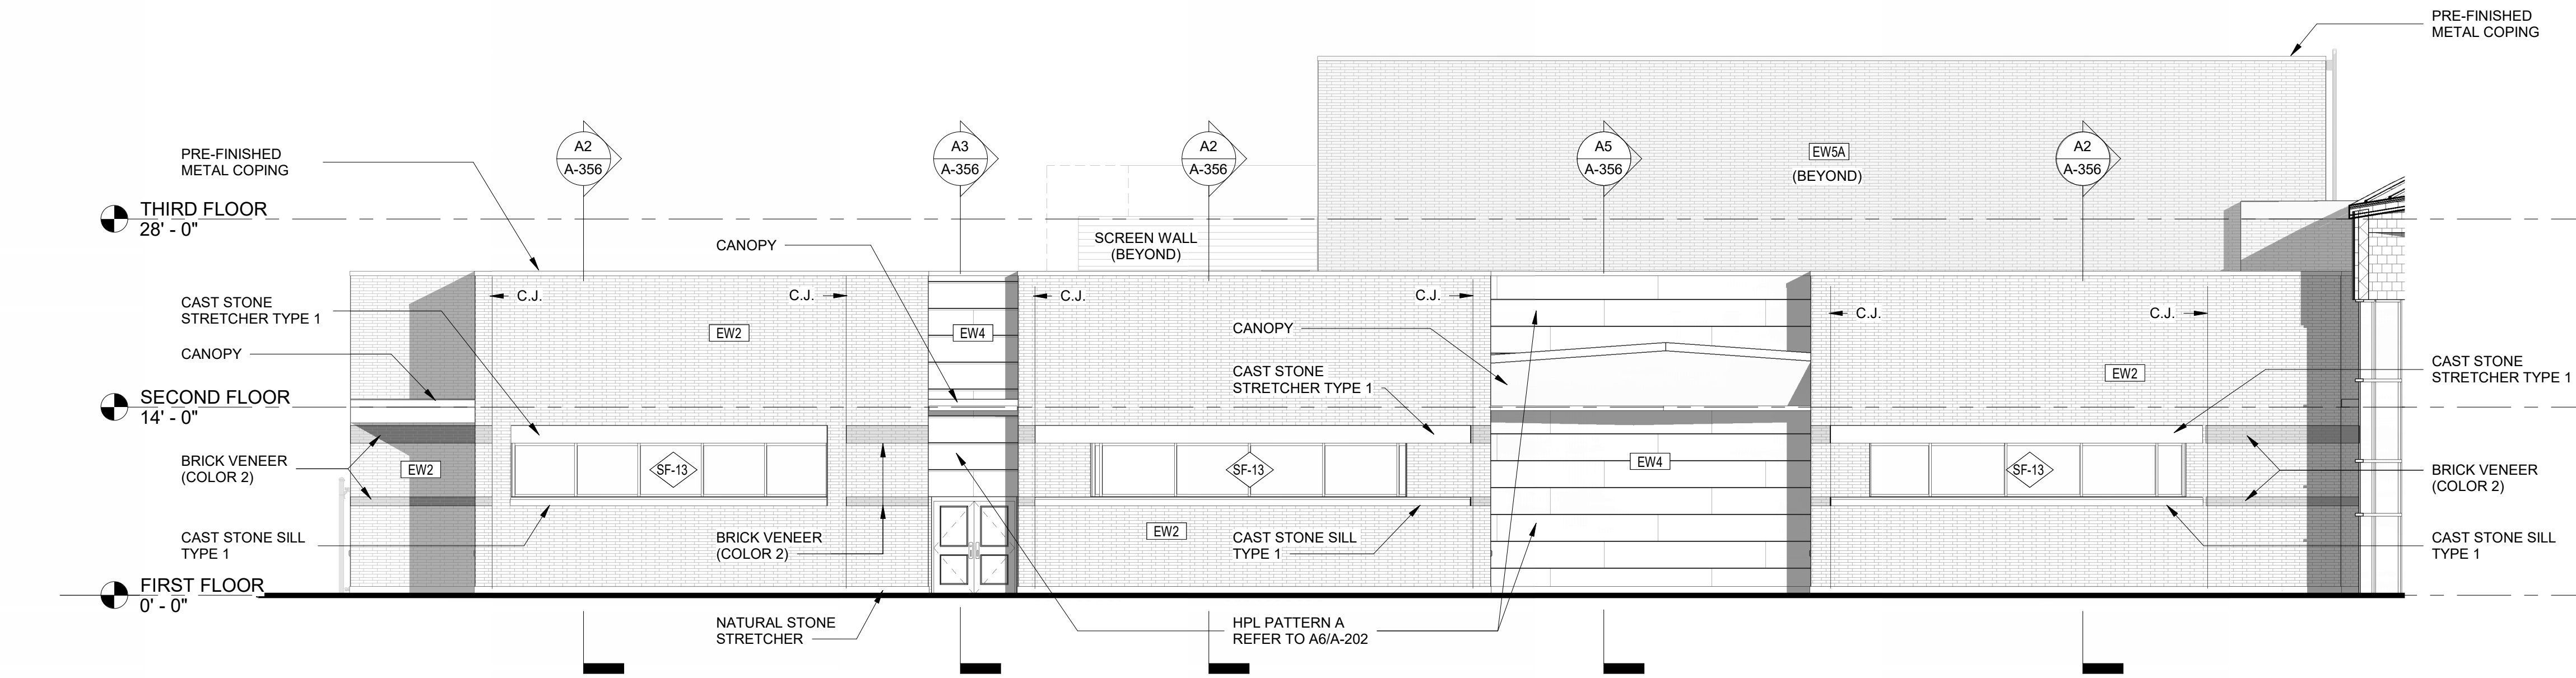 PRE-FINISHED
METAL COPING
A2
A-356
A3
A-356
A2
A-356
A5
A-356
A2
A-356
EW5A
(BEYOND)
PRE-FINISHED
METAL COPING
THIRD FLOOR
28' - 0"
CANOPY
SCREEN WALL
(BEYOND)
C.J.
C.J.
C.J.
C.J.
C.J.
C.J.
CAST STONE
STRETCHER TYPE 1
EW2
EW4
CANOPY
CANOPY
CAST STONE
STRETCHER TYPE 1
EW2
CAST STONE
STRETCHER TYPE 1
SECOND FLOOR
14' - 0"
BRICK VENEER
(COLOR 2)
EW2
SF-13
SF-13
EW4
SF-13
BRICK VENEER
(COLOR 2)
CAST STONE SILL
TYPE 1
BRICK VENEER
(COLOR 2)
EW2
CAST STONE SILL
TYPE 1
CAST STONE SILL
TYPE 1
FIRST FLOOR
0' - 0"
NATURAL STONE
STRETCHER
HPL PATTERN A
REFER TO A6/A-202